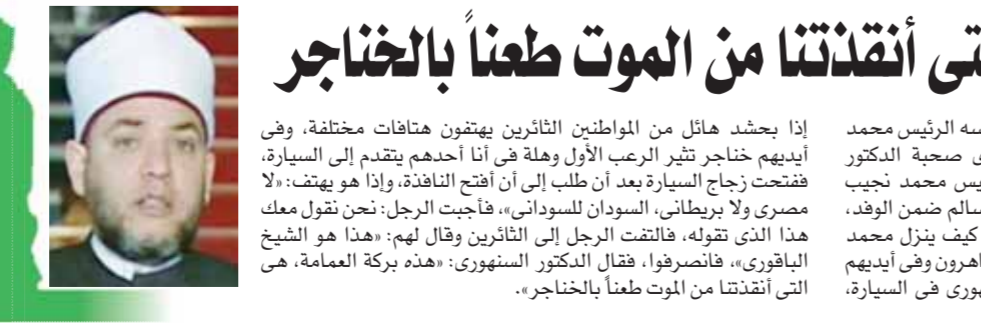 تى أنقذتنا من الموت طعناً بالخناجر
سه الرئيس محمد
ى صحبة الدكتور
يس محمد نجيب
سالم ضمن الوفد،
كيف ينزل محمد
اهرون وفى أيديهم
هورى فى السيارة،
إذا بحشد هائل من المواطنين الثائرين يهتفون هتافات مختلفة، وفى
أيديهم خناجر تثير الرعب الأول وهلة فى أنا أحدهم يتقدم إلى السيارة،
ففتحت زجاج السيارة بعد أن طلب إلى أن أفتح النافذة، وإذا هو يهتف: «لا
مصرى ولا بريطانى، السودان للسودانى»، فأجبت الرجل: نحن نقول معك
هذا الذى تقوله، فالتفت الرجل إلى الثائرين وقال لهم: «هذا هو الشيخ
الباقورى»، فانصرفوا، فقال الدكتور السنهورى: «هذه بركة العمامة، هى
التى أنقذتنا من الموت طعناً بالخناجر».